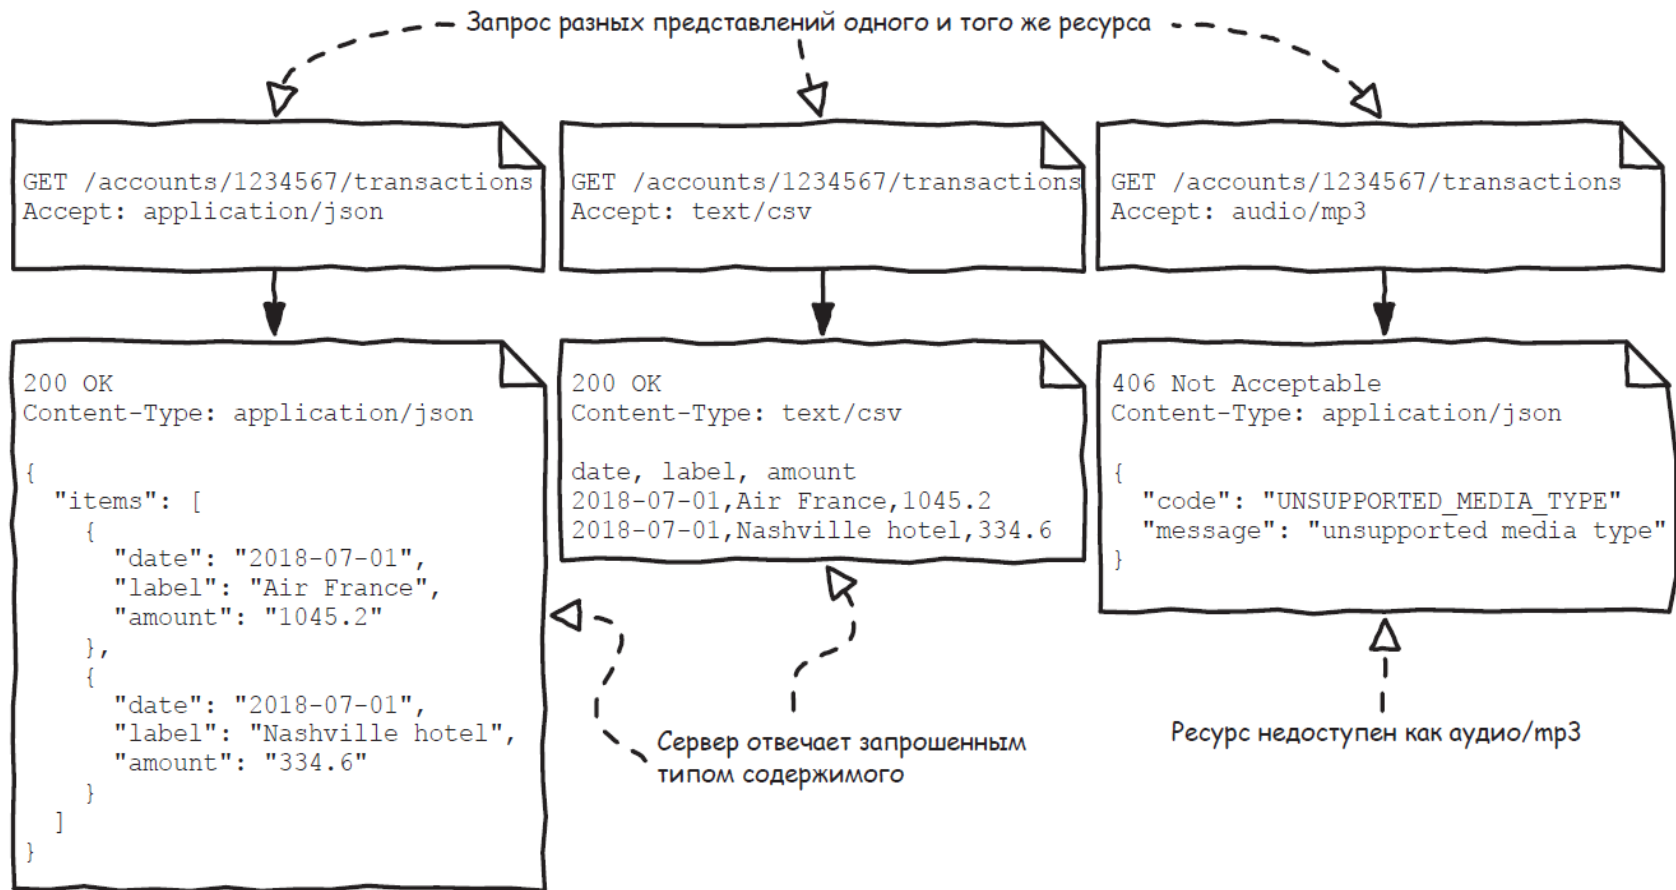 Запрос разных представлений одного и того же ресурса
GET /accounts/1234567/transactions
Accept: application/json
GET /accounts/1234567/transactions
Accept: text/csv
GET /accounts/1234567/transactions
Accept: audio/mp3
200 OK
Content-Type: application/json
{
"items": [
{
"date": "2018-07-01",
"label": "Air France",
"amount": "1045.2"
},
{
"date": "2018-07-01",
"label": "Nashville hotel",
"amount": "334.6"
}
]
}
200 OK
Content-Type: text/csv
date, label, amount
2018-07-01,Air France,1045.2
2018-07-01,Nashville hotel,334.6
406 Not Acceptable
Content-Type: application/json
{
"code": "UNSUPPORTED_MEDIA_TYPE"
"message": "unsupported media type"
}
Сервер отвечает запрошенным
типом содержимого
Ресурс недоступен как аудио/mp3